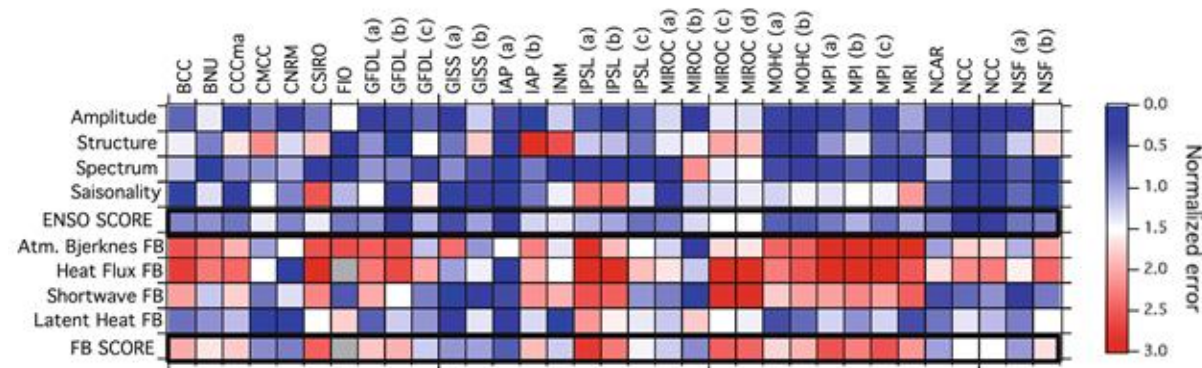 BCC
BNU
CCCma
CMCC
CNRM
CSIRO
FIO
GFDL (a)
GFDL (b)
GFDL (c)
GISS (a)
GISS (b)
IAP (a)
IAP (b)
INM
IPSL (a)
IPSL (b)
IPSL (c)
MIROC (a)
MIROC (b)
MIROC (c)
MIROC (d)
MOHC (a)
MOHC (b)
MPI (a)
MPI (b)
MPI (c)
MRI
NCAR
NCC
NCC
NSF (a)
NSF (b)
Amplitude
Structure
Spectrum
Saisonality
ENSO SCORE
Atm. Bjerknes FB
Heat Flux FB
Shortwave FB
Latent Heat FB
FB SCORE
0.0
0.5
1.0
1.5
2.0
2.5
3.0
Normalized error